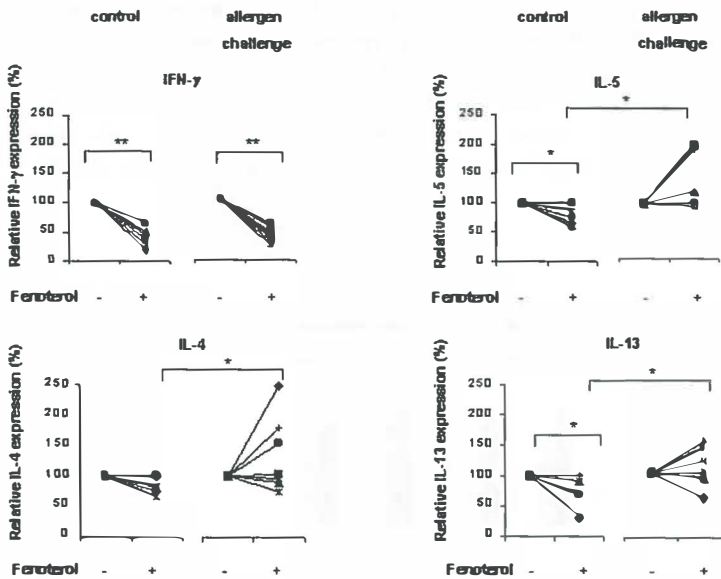 control allergen challenge
control allergen challenge
IFN-γ
Relative IFN-γ expression (%)
250
200
150
100
50
0
** **
Fenoterol - + - +
IL-5
Relative IL-5 expression (%)
250
200
150
100
50
0
* *
Fenoterol - + - +
IL-4
Relative IL-4 expression (%)
250
200
150
100
50
0
*
Fenoterol - + - +
IL-13
Relative IL-13 expression (%)
250
200
150
100
50
0
* *
Fenoterol - + - +